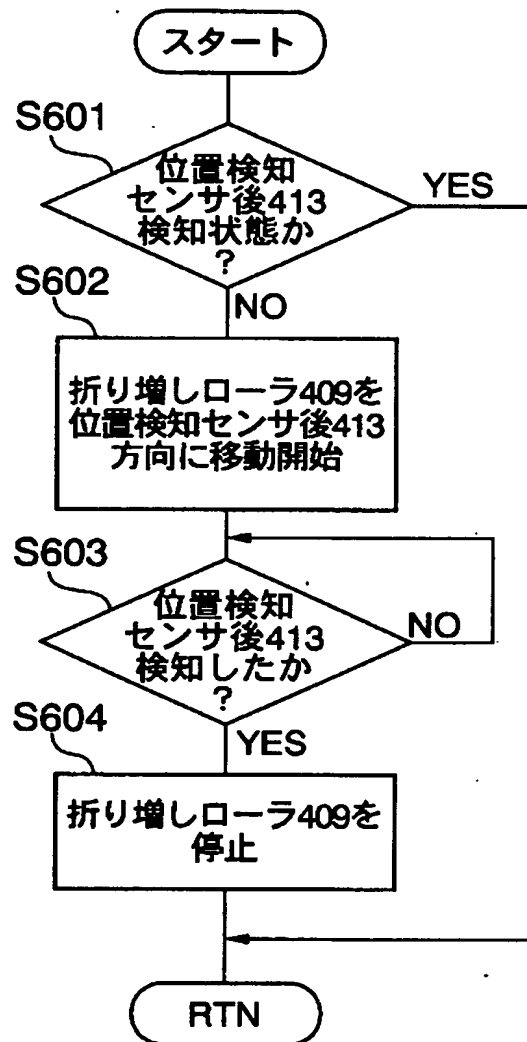 スタート
S601
位置検知
センサ後413
検知状態か
?
YES
NO
S602
折り増しローラ409を
位置検知センサ後413
方向に移動開始
S603
位置検知
センサ後413
検知したか
?
NO
YES
S604
折り増しローラ409を
停止
RTN